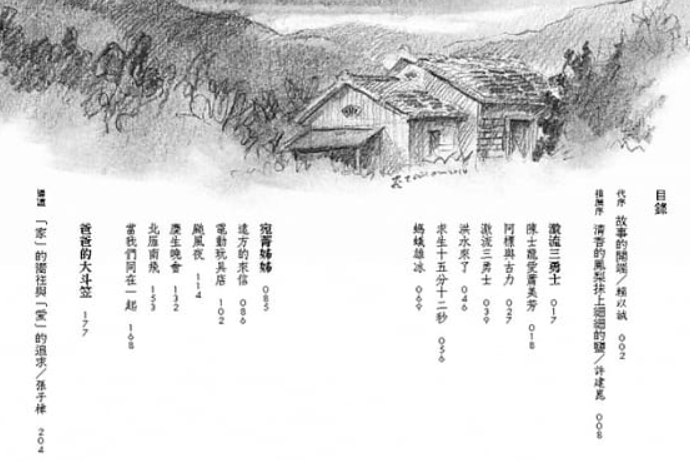 目錄
代序 故事的開端/賴以誠 002
推薦序 清香的鳳梨抹上細細的鹽/許建崑 008
激流三勇士 017
陳士龍愛蕭美芳 018
阿標與古力 027
激流三勇士 039
洪水來了 046
求生十五分十二秒 056
螞蟻雄冰 069
宛菁姊姊 085
遠方的來信 086
電動玩具店 102
颱風夜 114
慶生晚會 132
北雁南飛 153
當我們同在一起 168
爸爸的大斗笠 177
導讀 「家」的嚮往與「愛」的追求/張子樟 204